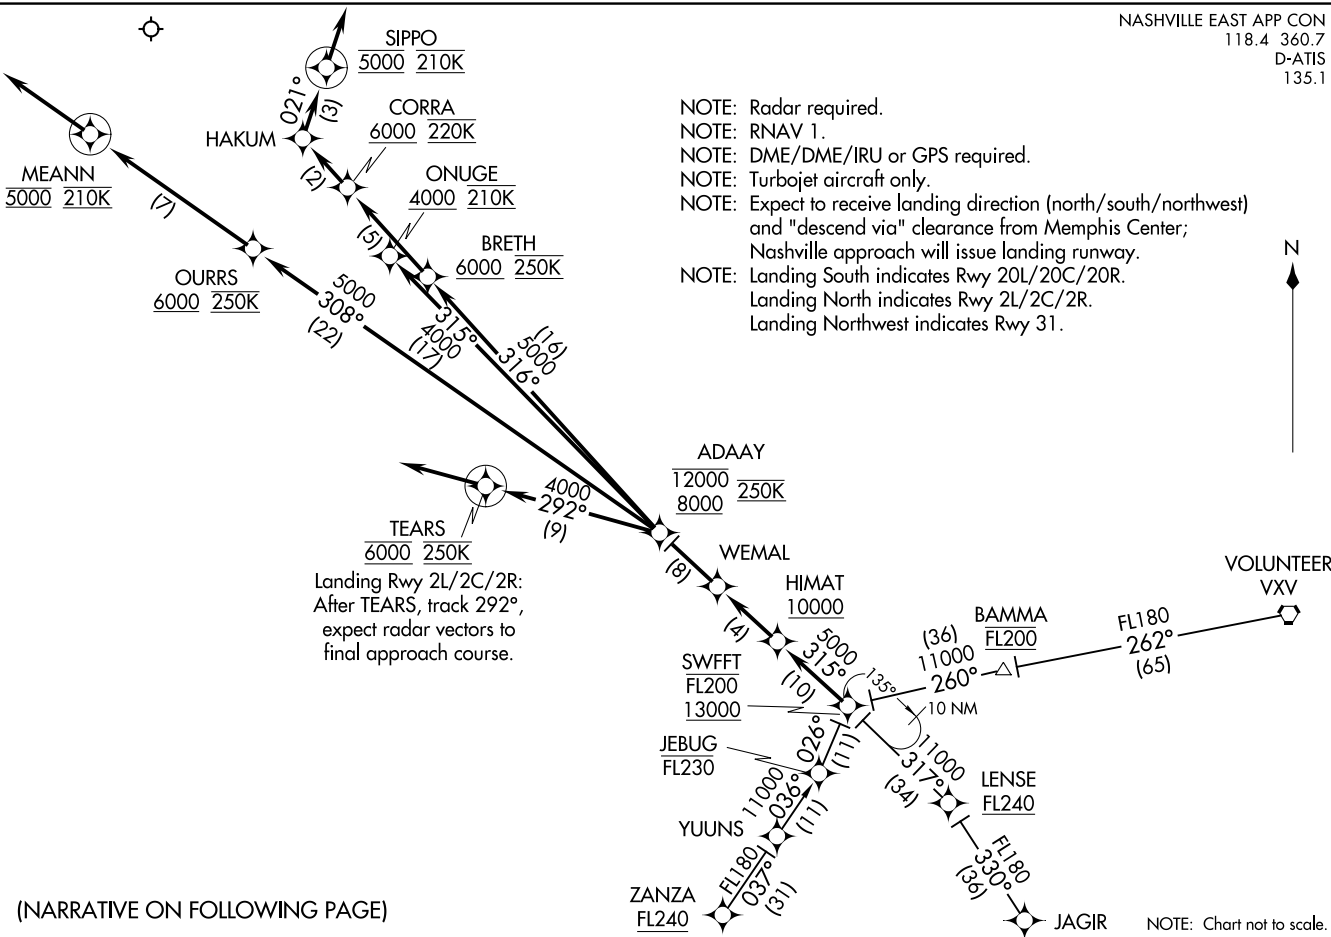 NASHVILLE EAST APP CON
118.4 360.7
D-ATIS
135.1
SIPPO
5000 210K
021°
(3)
CORRA
6000 220K
HAKUM
(2)
MEANN
5000 210K
(7)
ONUGE
4000 210K
(5)
BRETH
6000 250K
OURRS
6000 250K
5000
308°
(22)
315°
4000
(17)
(16)
5000
316°
NOTE: Radar required.
NOTE: RNAV 1.
NOTE: DME/DME/IRU or GPS required.
NOTE: Turbojet aircraft only.
NOTE: Expect to receive landing direction (north/south/northwest)
and "descend via" clearance from Memphis Center;
Nashville approach will issue landing runway.
NOTE: Landing South indicates Rwy 20L/20C/20R.
Landing North indicates Rwy 2L/2C/2R.
Landing Northwest indicates Rwy 31.
N
ADAAY
12000
8000 250K
4000
292°
(9)
TEARS
6000 250K
Landing Rwy 2L/2C/2R:
After TEARS, track 292°,
expect radar vectors to
final approach course.
(8)
WEMAL
HIMAT
10000
(4)
5000
315°
(10)
SWFFT
FL200
13000
135°
10 NM
(36)
11000
260°
BAMMA
FL200
FL180
262°
(65)
VOLUNTEER
VXV
JEBUG
FL230
026°
(11)
11000
036°
(11)
YUUNS
11000
317°
(34)
LENSE
FL240
FL180
037°
(31)
ZANZA
FL240
FL180
330°
(36)
JAGIR
(NARRATIVE ON FOLLOWING PAGE)
NOTE: Chart not to scale.